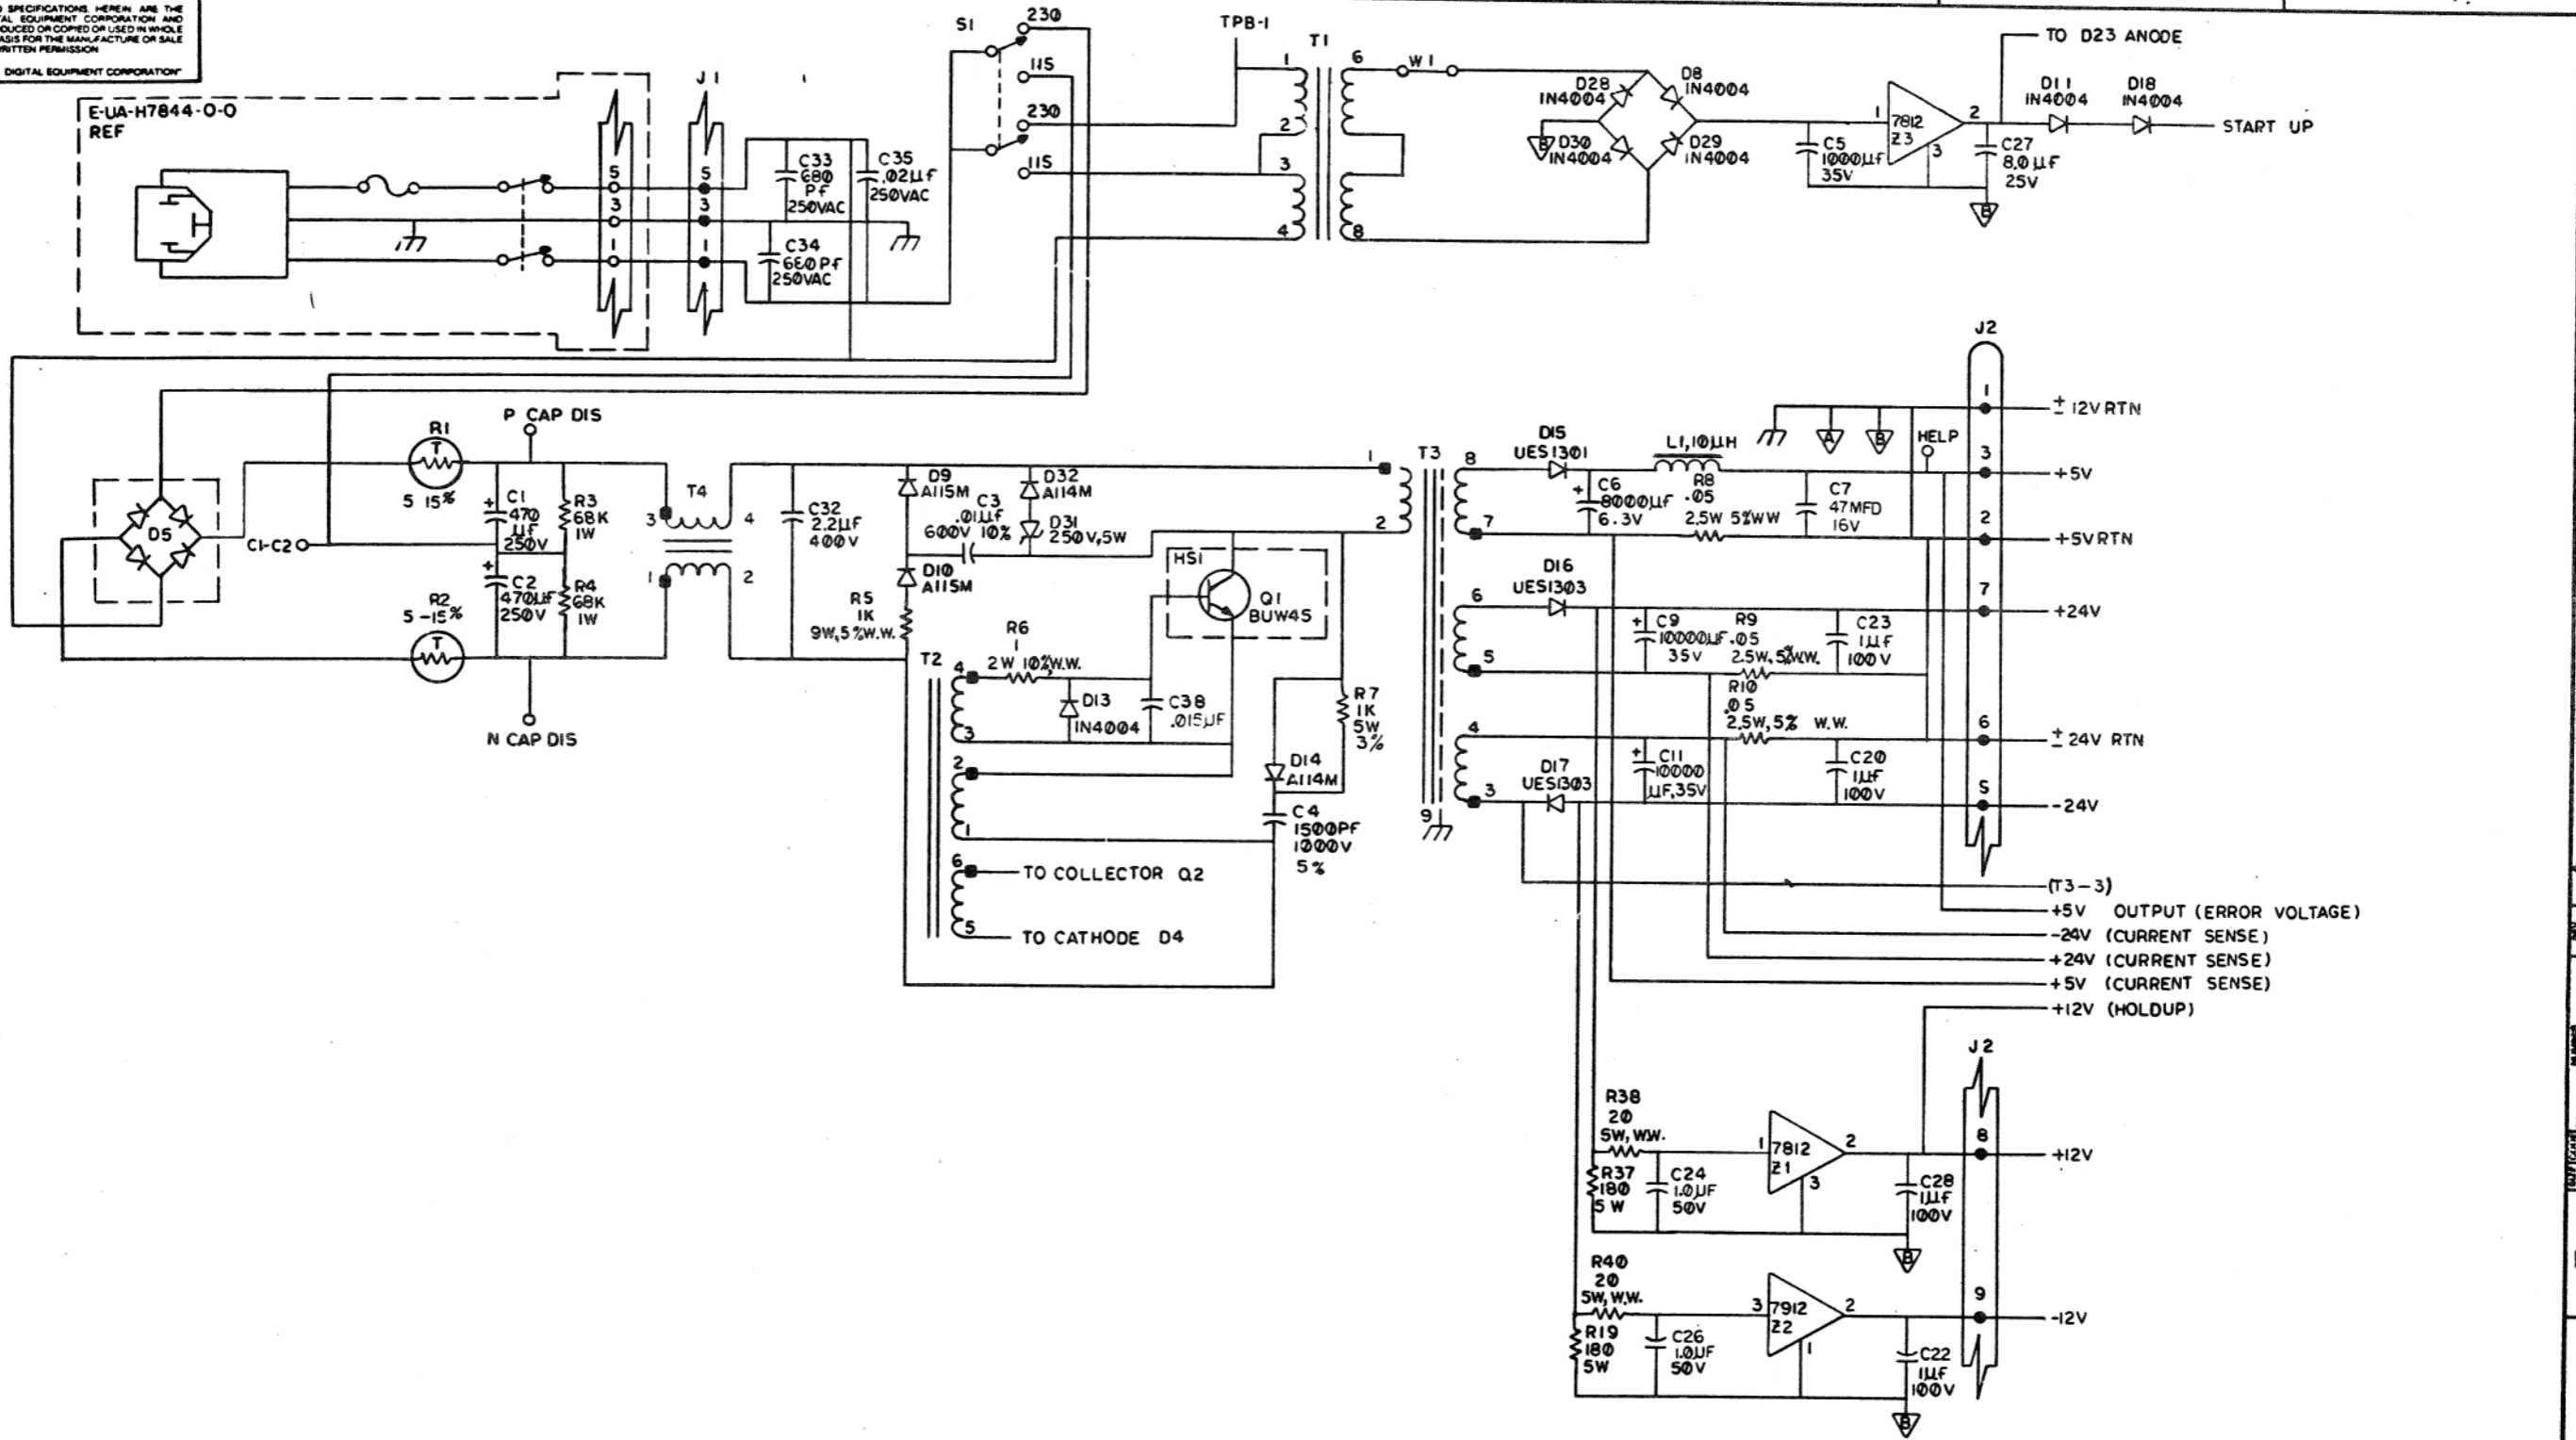 SPECIFICATIONS, HEREIN, ARE THE
EQUIPMENT CORPORATION AND
OR COPIED OR USED IN WHOLE
FOR THE MANUFACTURE OR SALE
PERMISSION
DIGITAL EQUIPMENT CORPORATION"
E-UA-H7844-0-0
REF
J1
5
3
1
5
3
1
C33
680
Pf
250VAC
C35
.02µf
250VAC
C34
680Pf
250VAC
S1
230
115
230
115
TPB-1
T1
1
2
3
4
6
8
W1
D28
1N4004
D8
1N4004
D30
1N4004
D29
1N4004
B
C5
1000µf
35V
1
7812
Z3
2
3
C27
8.0µF
25V
B
TO D23 ANODE
D11
1N4004
D18
1N4004
START UP
D5
C1-C2
R1
T
5 15%
R2
5 -15%
T
P CAP DIS
C1
470
µf
250V
R3
68K
1W
C2
470µF
250V
R4
68K
1W
N CAP DIS
T4
3
4
1
2
C32
2.2µF
400V
D9
A115M
C3
.01µf
600V 10%
D32
A114M
D31
250V,5W
D10
A115M
R5
1K
9W,5%W.W.
HS1
Q1
BUW45
R6
1
2W 10%W.W.
T2
4
3
2
1
6
5
D13
1N4004
C38
.015µF
R7
1K
5W
3%
D14
A114M
C4
1500PF
1000V
5%
TO COLLECTOR Q2
TO CATHODE D4
T3
1
2
8
7
6
5
4
3
9
D15
UES1301
L1,10µH
C6
8000µf
6.3V
R8
.05
2.5W 5%WW
C7
47MFD
16V
A
B
HELP
D16
UES1303
C9
10000µF
35V
R9
.05
2.5W,5%W.W.
C23
1µf
100V
R10
.05
2.5W,5% W.W.
D17
UES1303
C11
10000
µF,35V
C20
1µF
100V
J2
1
± 12V RTN
3
+5V
2
+5V RTN
7
+24V
6
± 24V RTN
5
-24V
(T3-3)
+5V OUTPUT (ERROR VOLTAGE)
-24V (CURRENT SENSE)
+24V (CURRENT SENSE)
+5V (CURRENT SENSE)
+12V (HOLDUP)
J2
R38
20
5W, W.W.
R37
180
5W
C24
1.0µF
50V
1
7812
Z1
2
3
C28
1µf
100V
B
8
+12V
R40
20
5W, W.W.
R19
180
5W
C26
1.0µF
50V
3
7912
Z2
2
1
C22
1µF
100V
B
9
-12V